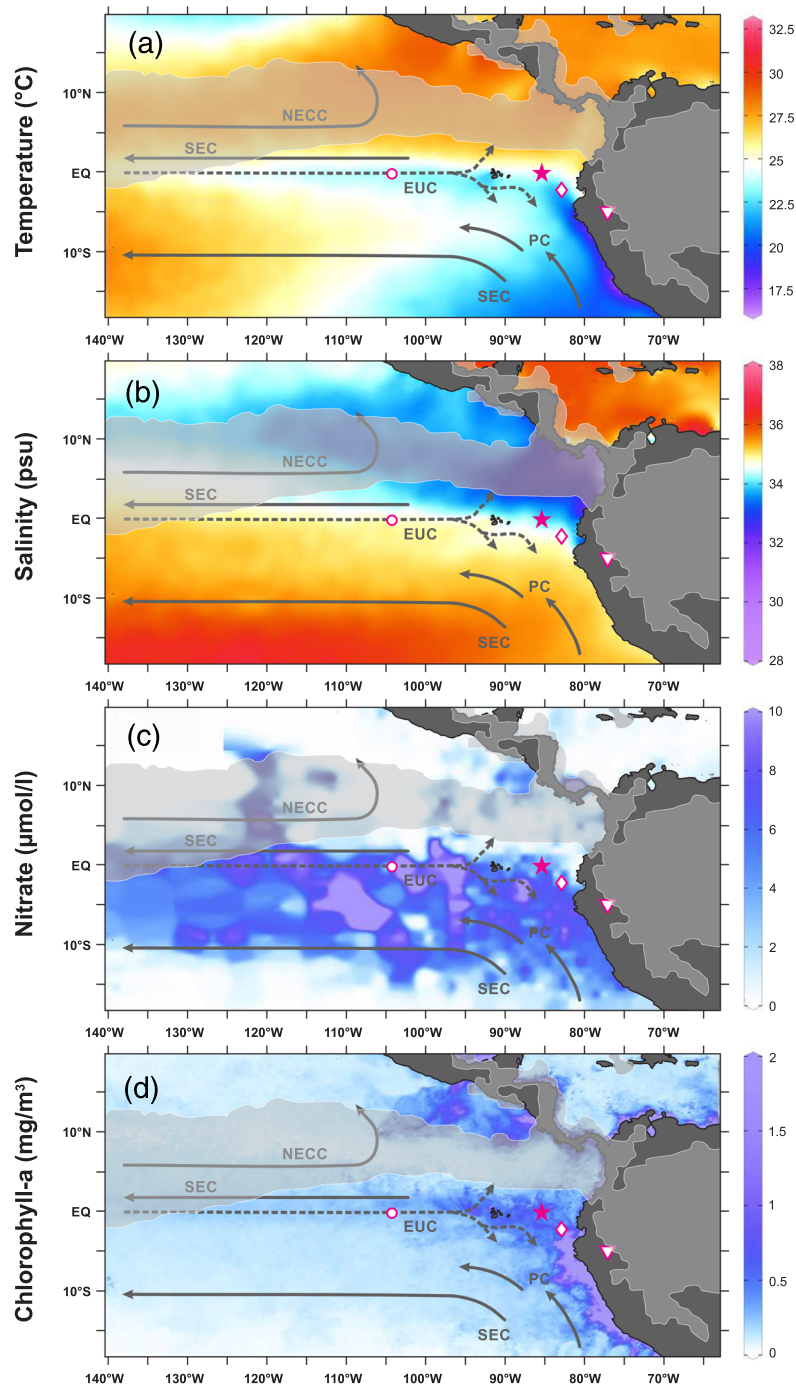 (a)
Temperature (°C)
10°N
EQ
10°S
NECC
SEC
EUC
PC
SEC
32.5
30
27.5
25
22.5
20
17.5
140°W 130°W 120°W 110°W 100°W 90°W 80°W 70°W
(b)
Salinity (psu)
10°N
EQ
10°S
NECC
SEC
EUC
PC
SEC
38
36
34
32
30
28
140°W 130°W 120°W 110°W 100°W 90°W 80°W 70°W
(c)
Nitrate (µmol/l)
10°N
EQ
10°S
NECC
SEC
EUC
PC
SEC
10
8
6
4
2
0
140°W 130°W 120°W 110°W 100°W 90°W 80°W 70°W
(d)
Chlorophyll-a (mg/m³)
10°N
EQ
10°S
NECC
SEC
EUC
PC
SEC
2
1.5
1
0.5
0
140°W 130°W 120°W 110°W 100°W 90°W 80°W 70°W